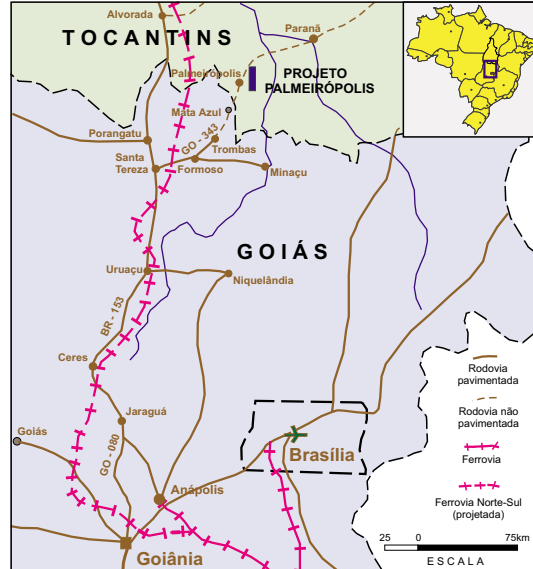 Alvorada
Paranã
TOCANTINS
Palmeirópolis
PROJETO
PALMEIRÓPOLIS
Mata Azul
Porangatu
GO - 343
Trombas
Santa
Tereza
Formoso
Minaçu
GOIÁS
Uruaçu
Niquelândia
BR - 153
Ceres
Rodovia
pavimentada
Jaraguá
Rodovia não
pavimentada
Goiás
GO - 080
Brasília
Ferrovia
Anápolis
Ferrovia Norte-Sul
(projetada)
Goiânia
25 0 75km
ESCALA